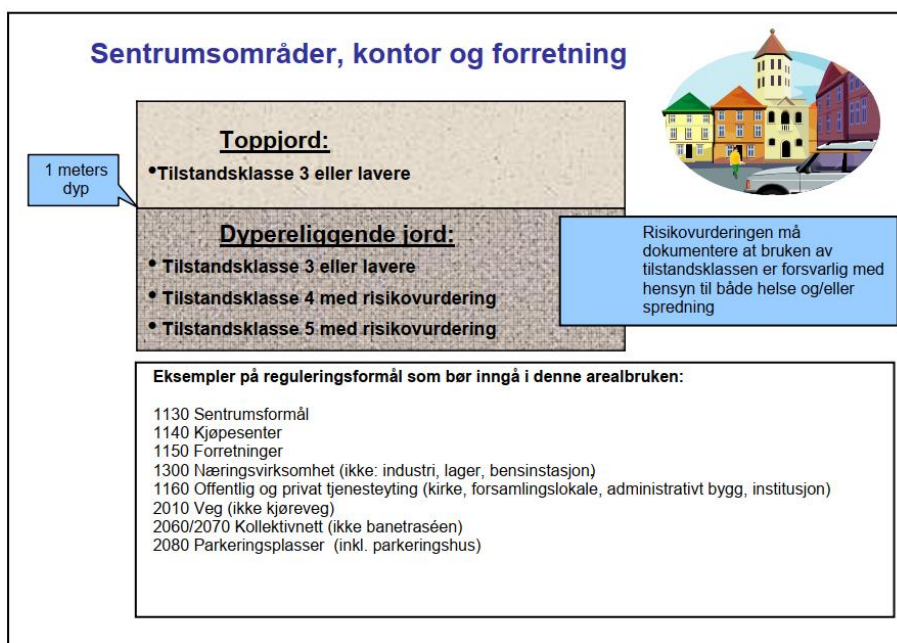 Sentrumsområder, kontor og forretning
Toppjord:
•Tilstandsklasse 3 eller lavere
1 meters
dyp
Dypereliggende jord:
• Tilstandsklasse 3 eller lavere
• Tilstandsklasse 4 med risikovurdering
• Tilstandsklasse 5 med risikovurdering
Risikovurderingen må
dokumentere at bruken av
tilstandsklassen er forsvarlig med
hensyn til både helse og/eller
spredning
Eksempler på reguleringsformål som bør inngå i denne arealbruken:
1130 Sentrumsformål
1140 Kjøpesenter
1150 Forretninger
1300 Næringsvirksomhet (ikke: industri, lager, bensinstasjon)
1160 Offentlig og privat tjenesteyting (kirke, forsamlingslokale, administrativt bygg, institusjon)
2010 Veg (ikke kjøreveg)
2060/2070 Kollektivnett (ikke banetraséen)
2080 Parkeringsplasser (inkl. parkeringshus)